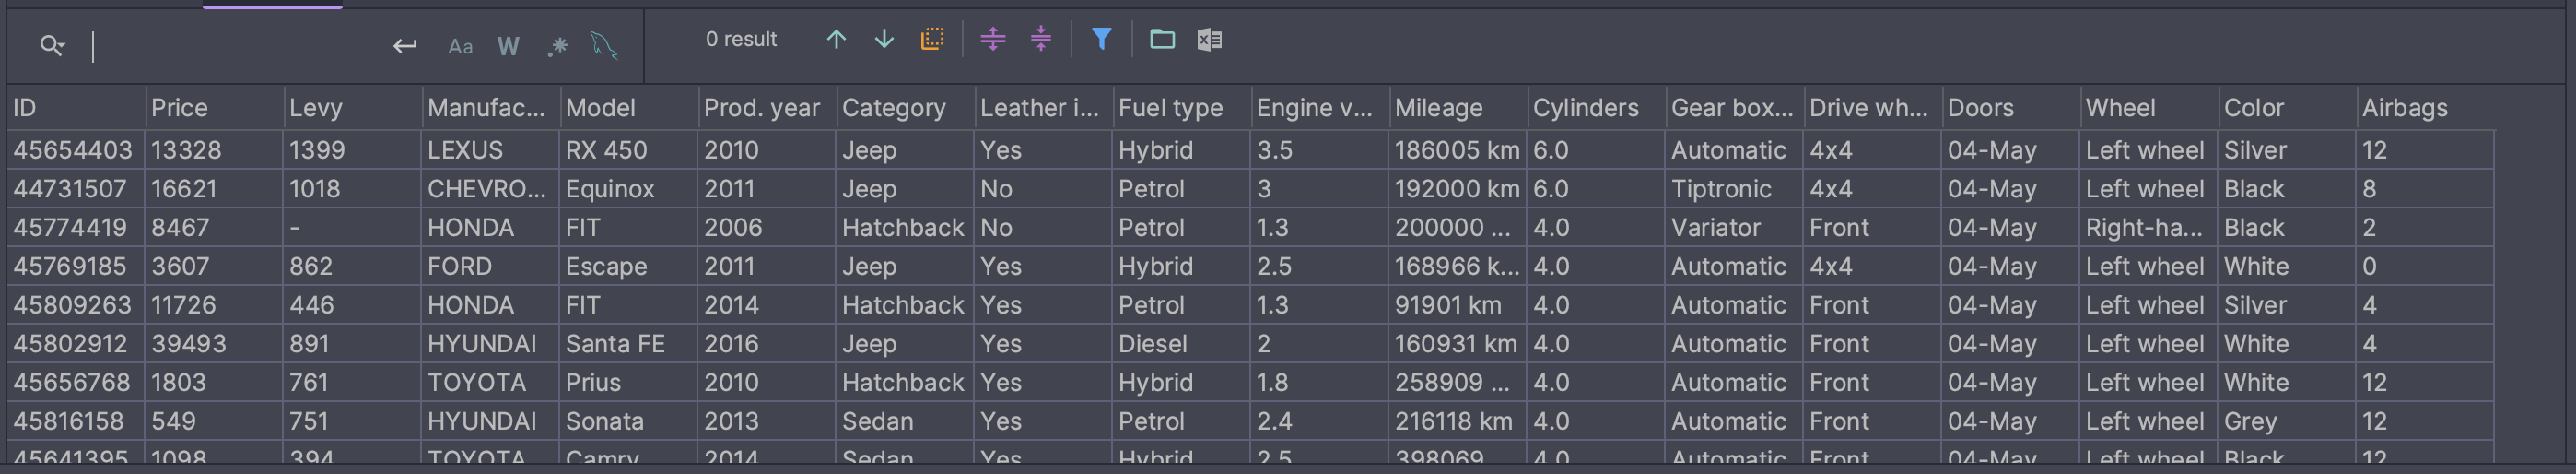 Aa W .* 0 result
ID Price Levy Manufac... Model Prod. year Category Leather i... Fuel type Engine v... Mileage Cylinders Gear box... Drive wh... Doors Wheel Color Airbags
45654403 13328 1399 LEXUS RX 450 2010 Jeep Yes Hybrid 3.5 186005 km 6.0 Automatic 4x4 04-May Left wheel Silver 12
44731507 16621 1018 CHEVRO... Equinox 2011 Jeep No Petrol 3 192000 km 6.0 Tiptronic 4x4 04-May Left wheel Black 8
45774419 8467 - HONDA FIT 2006 Hatchback No Petrol 1.3 200000 ... 4.0 Variator Front 04-May Right-ha... Black 2
45769185 3607 862 FORD Escape 2011 Jeep Yes Hybrid 2.5 168966 k... 4.0 Automatic 4x4 04-May Left wheel White 0
45809263 11726 446 HONDA FIT 2014 Hatchback Yes Petrol 1.3 91901 km 4.0 Automatic Front 04-May Left wheel Silver 4
45802912 39493 891 HYUNDAI Santa FE 2016 Jeep Yes Diesel 2 160931 km 4.0 Automatic Front 04-May Left wheel White 4
45656768 1803 761 TOYOTA Prius 2010 Hatchback Yes Hybrid 1.8 258909 ... 4.0 Automatic Front 04-May Left wheel White 12
45816158 549 751 HYUNDAI Sonata 2013 Sedan Yes Petrol 2.4 216118 km 4.0 Automatic Front 04-May Left wheel Grey 12
45641395 1098 394 TOYOTA Camry 2014 Sedan Yes Hybrid 2.5 398069 4.0 Automatic Front 04-May Left wheel Black 12